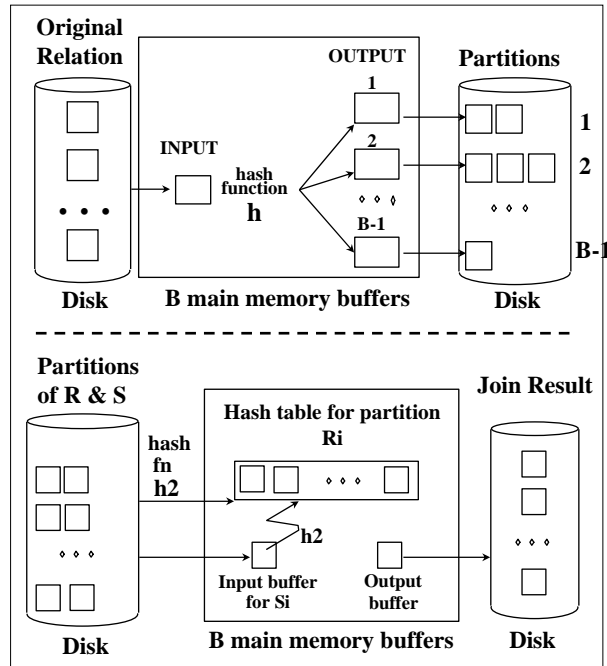 Original
Relation
OUTPUT
Partitions
1
1
INPUT
2
2
hash
function
h
B-1
B-1
Disk
B main memory buffers
Disk
Partitions
of R & S
Join Result
Hash table for partition
Ri
hash
fn
h2
h2
Input buffer
for Si
Output
buffer
Disk
B main memory buffers
Disk